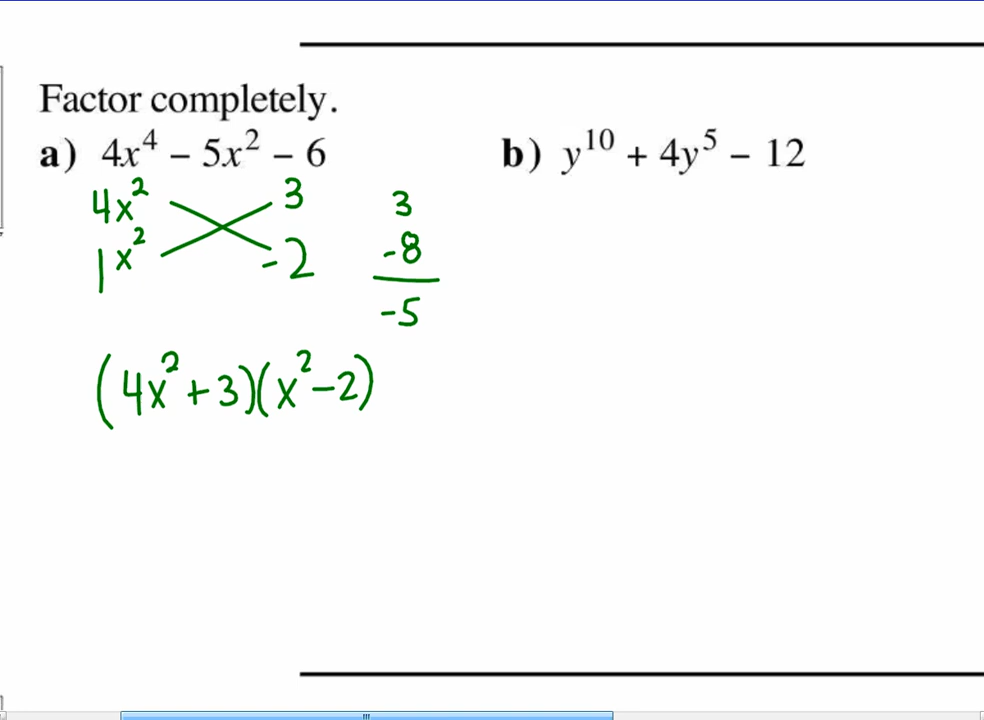 Factor completely.
a) 4x⁴ − 5x² − 6
b) y¹⁰ + 4y⁵ − 12
4x² 3
1x² -2
3
-8
-5
(4x²+3)(x²-2)